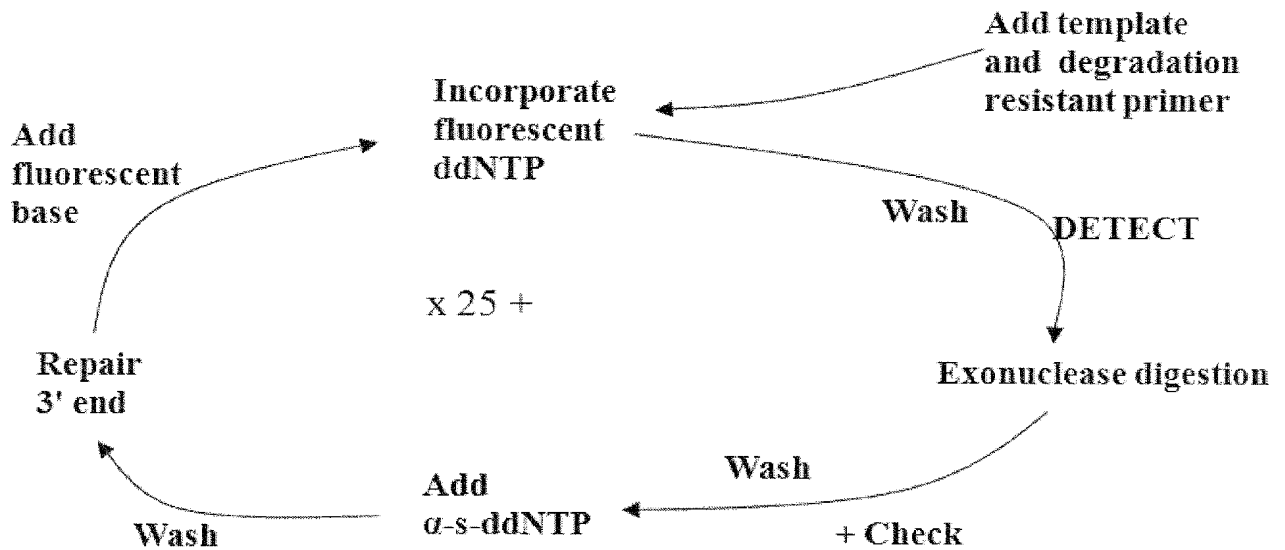 Add template
and degradation
resistant primer
Incorporate
fluorescent
ddNTP
Add
fluorescent
base
Wash
DETECT
x 25 +
Repair
3' end
Exonuclease digestion
Wash
Add
α-s-ddNTP
+ Check
Wash